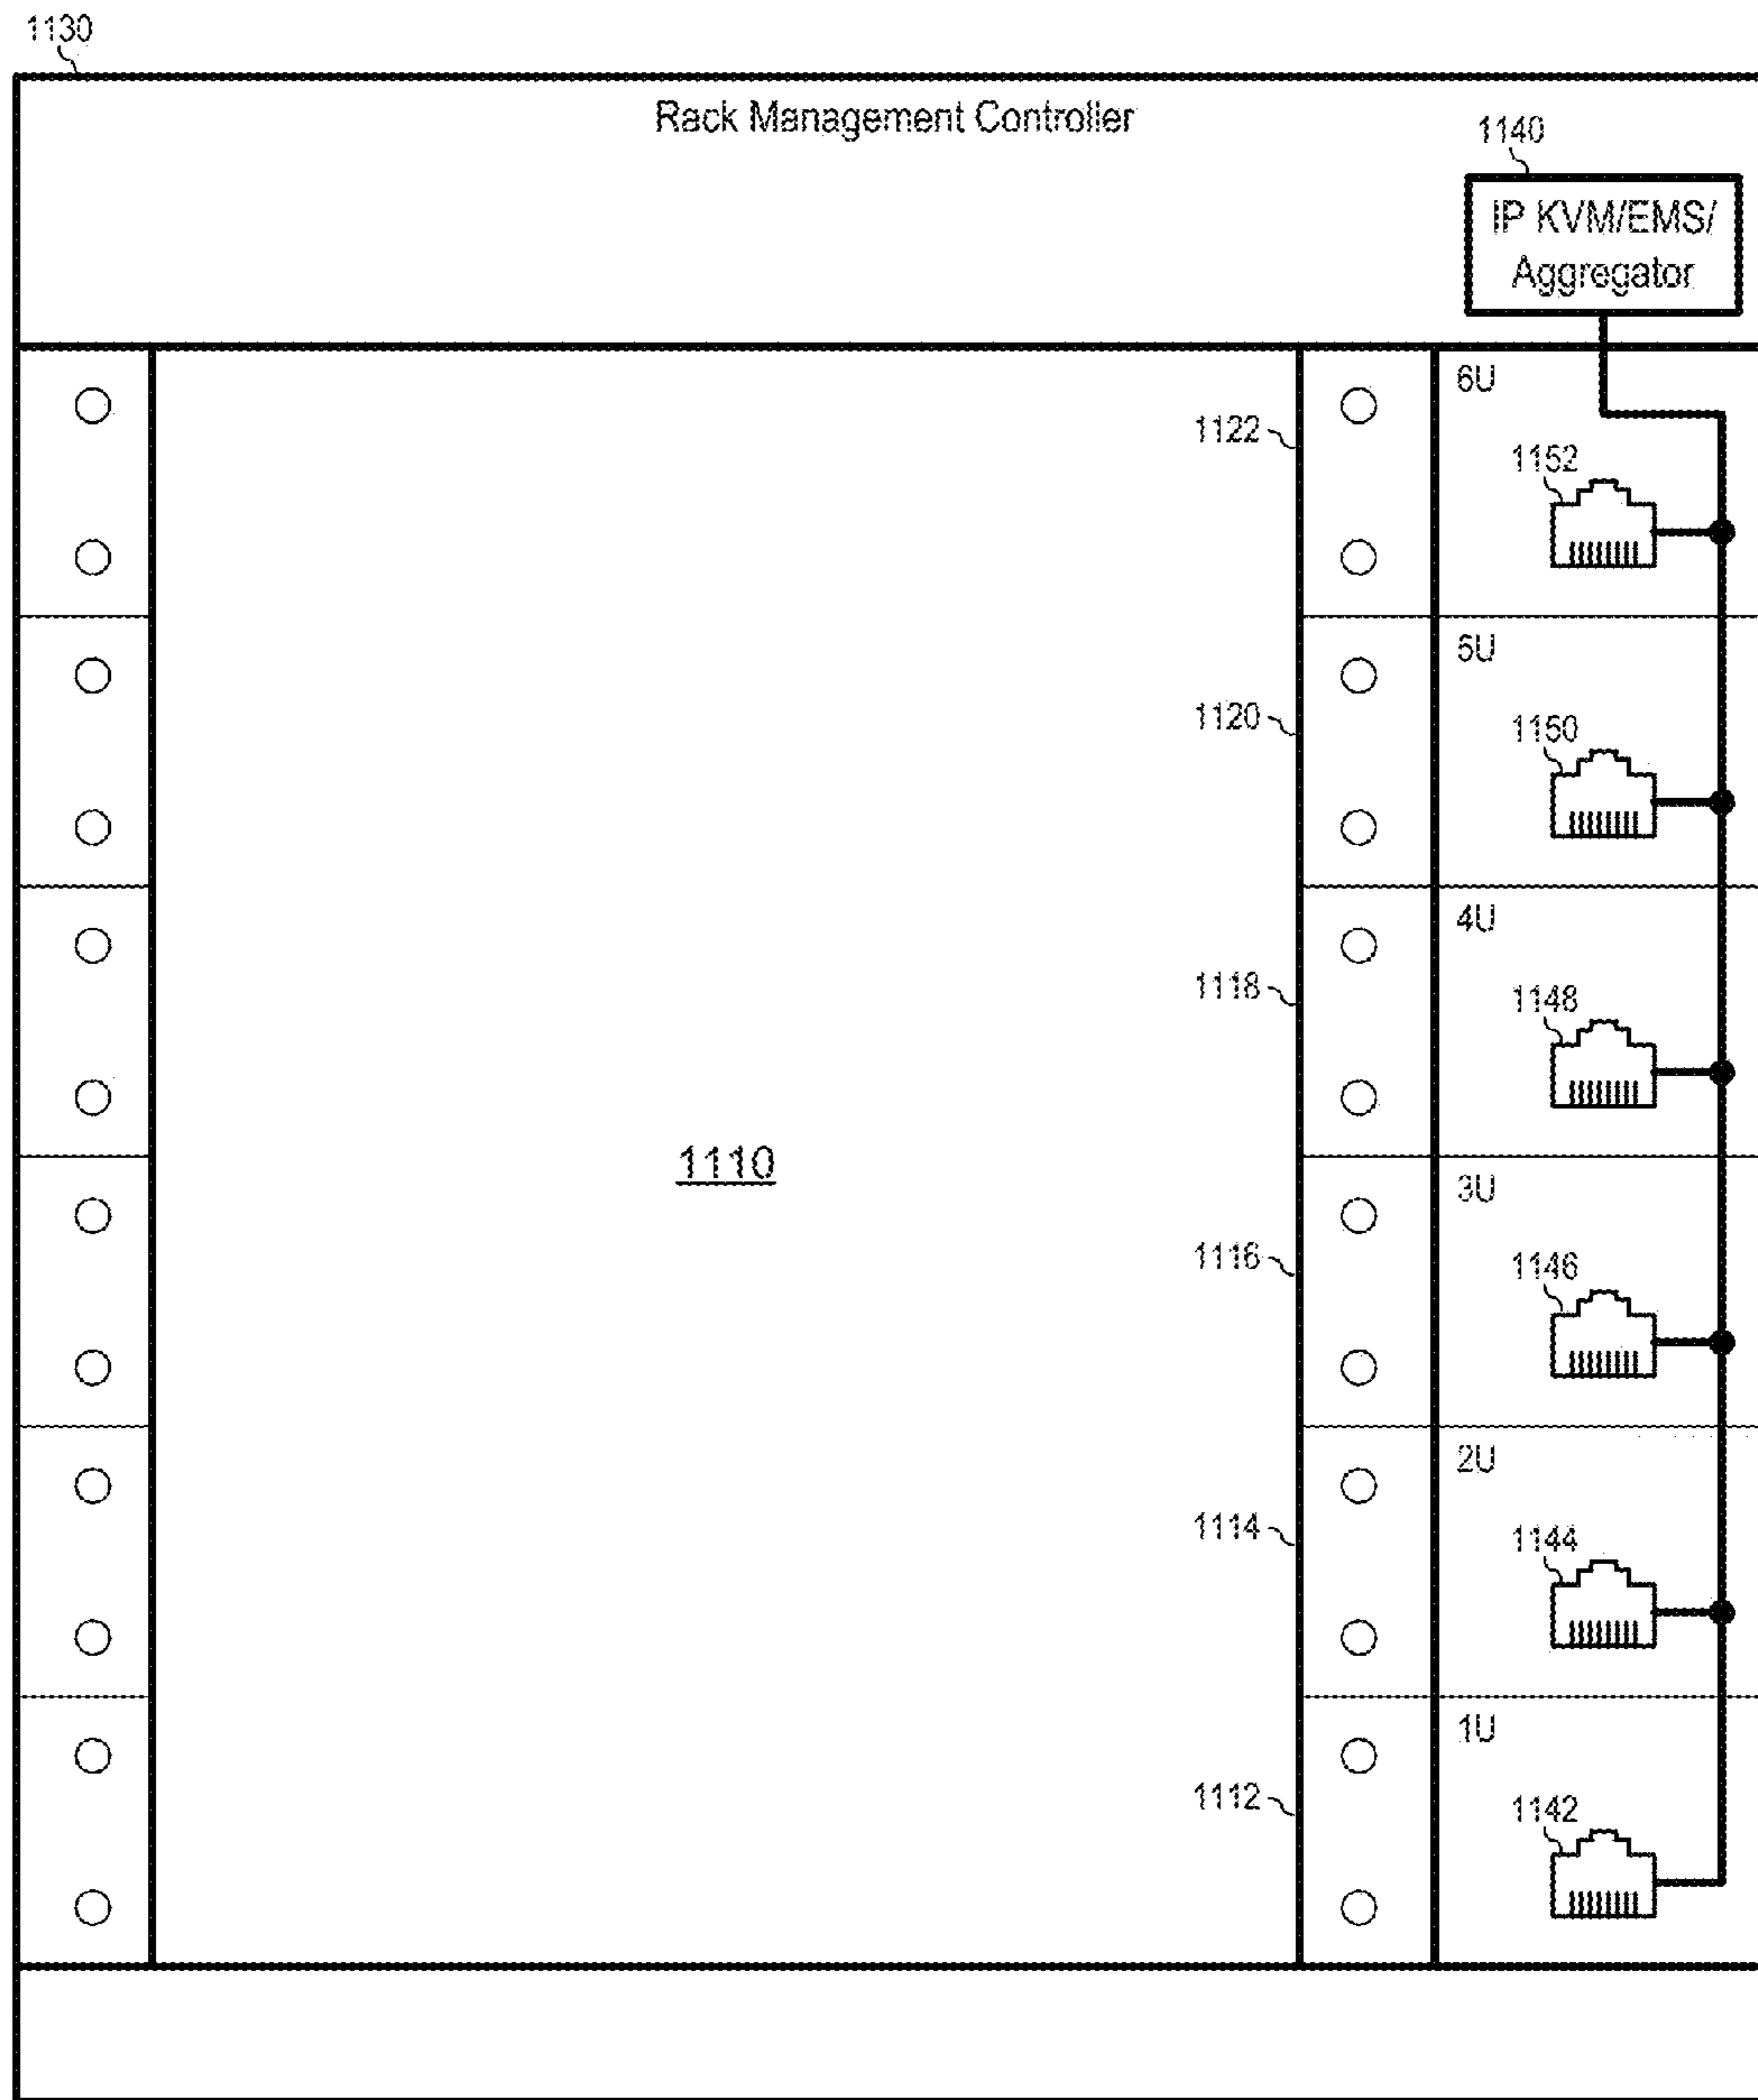 1130
Rack Management Controller
1140
IP KVM/EMS/
Aggregator
6U
1122
1152
5U
1120
1150
4U
1118
1148
1110
3U
1116
1146
2U
1114
1144
1U
1112
1142